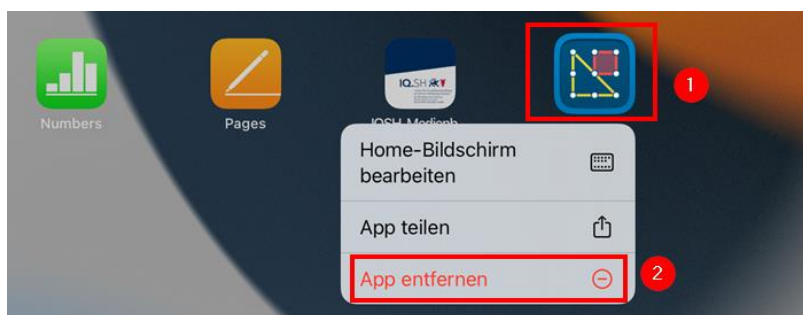 1
IQ.SH
Numbers
Pages
IQSH-Medienb
Home-Bildschirm
bearbeiten
App teilen
App entfernen
2